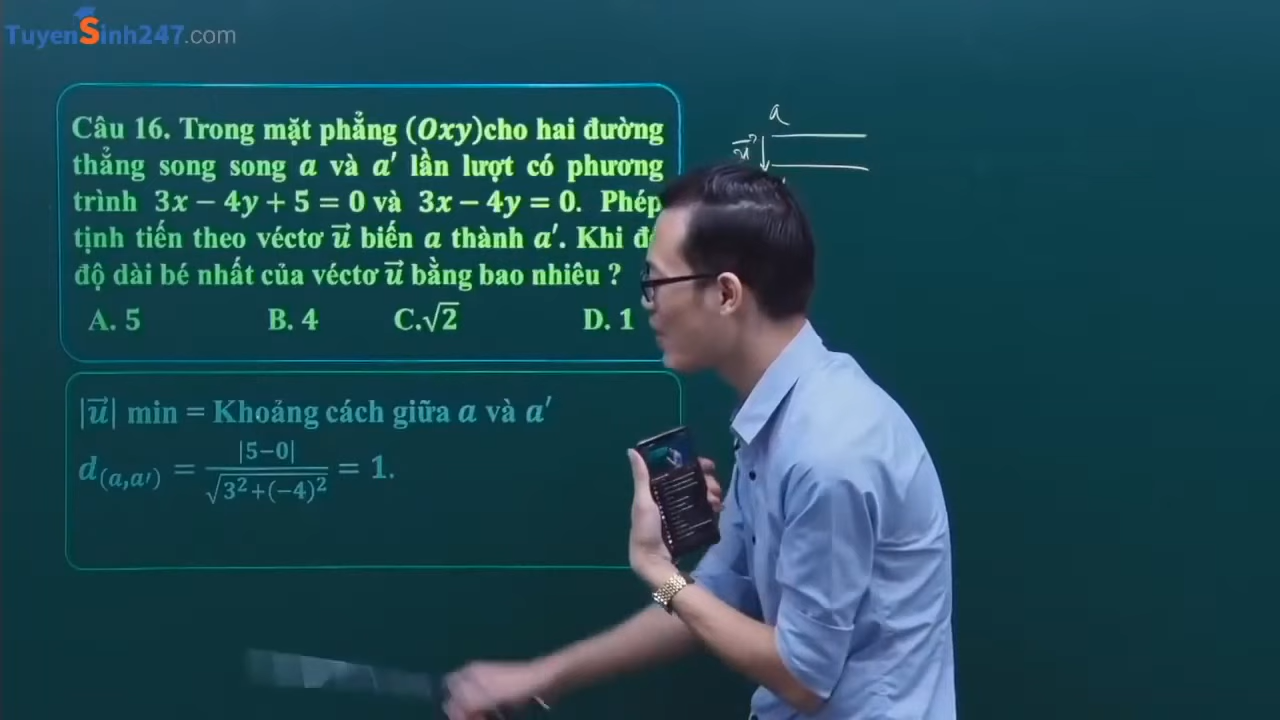 TuyenSinh247.com
Câu 16. Trong mặt phẳng (Oxy)cho hai đường
thẳng song song a và a′ lần lượt có phương
trình 3x − 4y + 5 = 0 và 3x − 4y = 0. Phép
tịnh tiến theo véctơ u⃗ biến a thành a′. Khi
độ dài bé nhất của véctơ u⃗ bằng bao nhiêu ?
A. 5 B. 4 C.√2 D. 1
a
u⃗
|u⃗| min = Khoảng cách giữa a và a′
d(a,a′) = |5−0| / √3²+(−4)² = 1.